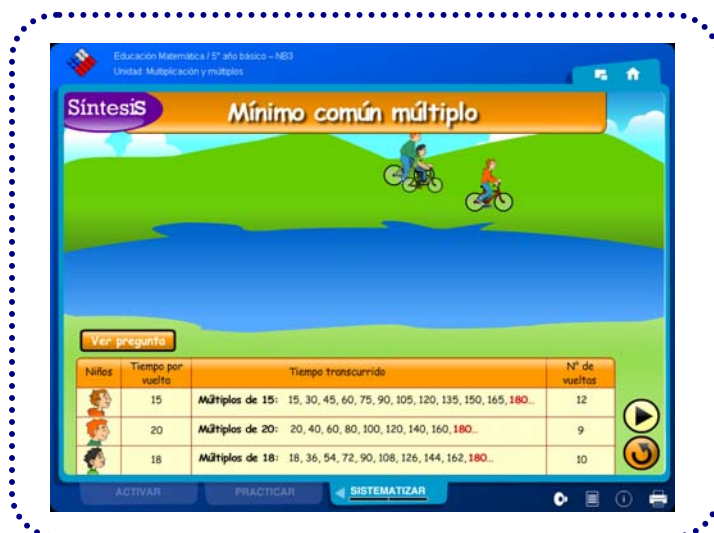 Educación Matemática / 5° año básico – NB3
Unidad: Multiplicación y múltiplos
Síntesis
Mínimo común múltiplo
Ver pregunta
Niños Tiempo por vuelta Tiempo transcurrido N° de vueltas
15 Múltiplos de 15: 15, 30, 45, 60, 75, 90, 105, 120, 135, 150, 165, 180... 12
20 Múltiplos de 20: 20, 40, 60, 80, 100, 120, 140, 160, 180... 9
18 Múltiplos de 18: 18, 36, 54, 72, 90, 108, 126, 144, 162, 180... 10
ACTIVAR PRACTICAR SISTEMATIZAR